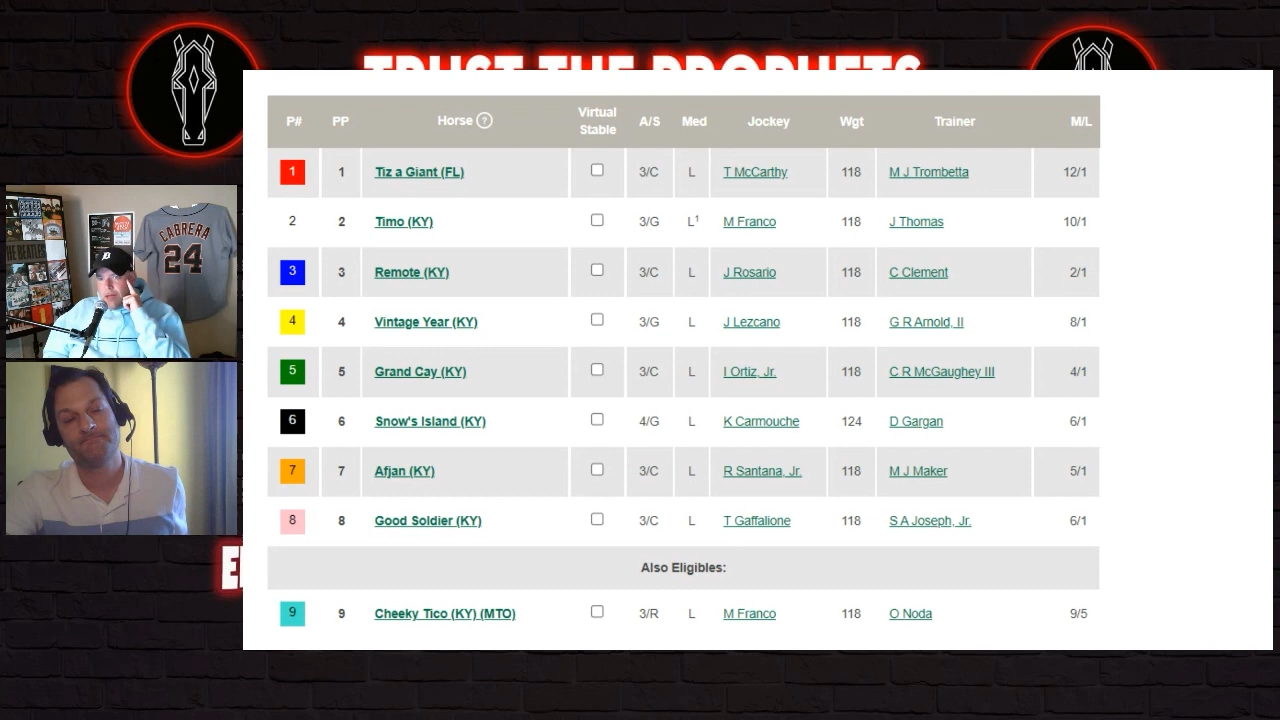 TRUST THE PROPHETS
P# PP Horse ? Virtual Stable A/S Med Jockey Wgt Trainer M/L
1 1 Tiz a Giant (FL) 3/C L T McCarthy 118 M J Trombetta 12/1
2 2 Timo (KY) 3/G L¹ M Franco 118 J Thomas 10/1
3 3 Remote (KY) 3/C L J Rosario 118 C Clement 2/1
4 4 Vintage Year (KY) 3/G L J Lezcano 118 G R Arnold, II 8/1
5 5 Grand Cay (KY) 3/C L I Ortiz, Jr. 118 C R McGaughey III 4/1
6 6 Snow's Island (KY) 4/G L K Carmouche 124 D Gargan 6/1
7 7 Afjan (KY) 3/C L R Santana, Jr. 118 M J Maker 5/1
8 8 Good Soldier (KY) 3/C L T Gaffalione 118 S A Joseph, Jr. 6/1
Also Eligibles:
9 9 Cheeky Tico (KY) (MTO) 3/R L M Franco 118 O Noda 9/5
CABRERA
24
THE BEATLES
D